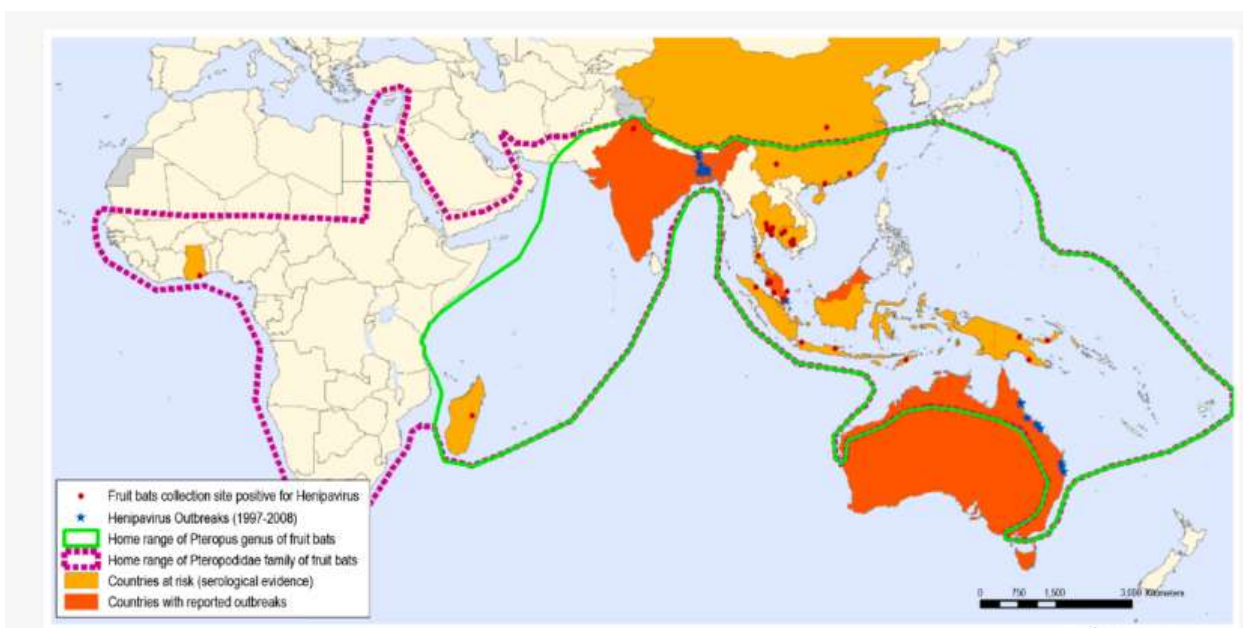 Fruit bats collection site positive for Henipavirus
Henipavirus Outbreaks (1997-2008)
Home range of Pteropus genus of fruit bats
Home range of Pteropodidae family of fruit bats
Countries at risk (serological evidence)
Countries with reported outbreaks
0 750 1,500 3,000 Kilometers